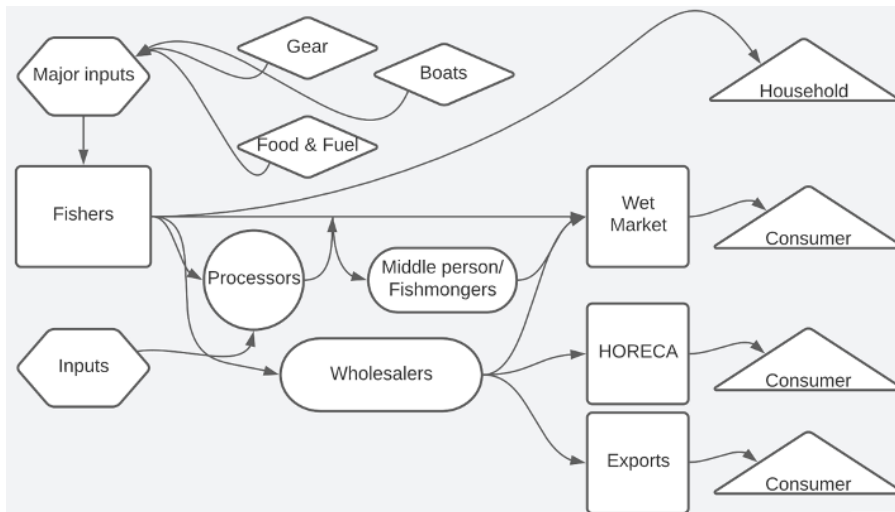 Gear
Major inputs
Boats
Household
Food & Fuel
Fishers
Wet
Market
Consumer
Processors
Middle person/
Fishmongers
Inputs
Wholesalers
HORECA
Consumer
Exports
Consumer